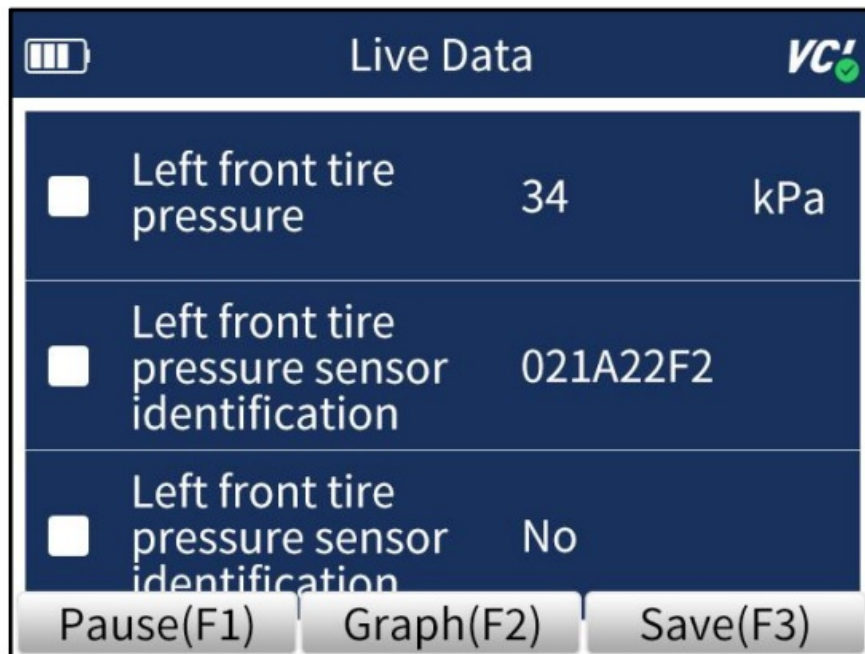 Live Data
VCI
Left front tire
pressure
34
kPa
Left front tire
pressure sensor
identification
021A22F2
Left front tire
pressure sensor
identification
No
Pause(F1)
Graph(F2)
Save(F3)